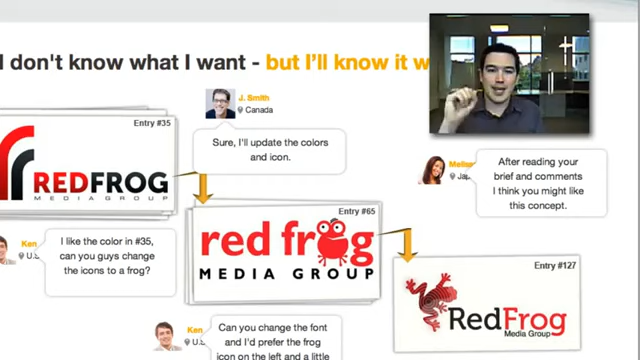 I don't know what I want - but I'll know it w
J. Smith
Canada
Entry #35
Sure, I'll update the colors
and icon.
REDFROG
MEDIA GROUP
After reading your
brief and comments
I think you might like
this concept.
Entry #65
red frog
MEDIA GROUP
Ken
U.S
I like the color in #35,
can you guys change
the icons to a frog?
Entry #127
RedFrog
Media Group
Ken
U.S
Can you change the font
and I'd prefer the frog
icon on the left and a little